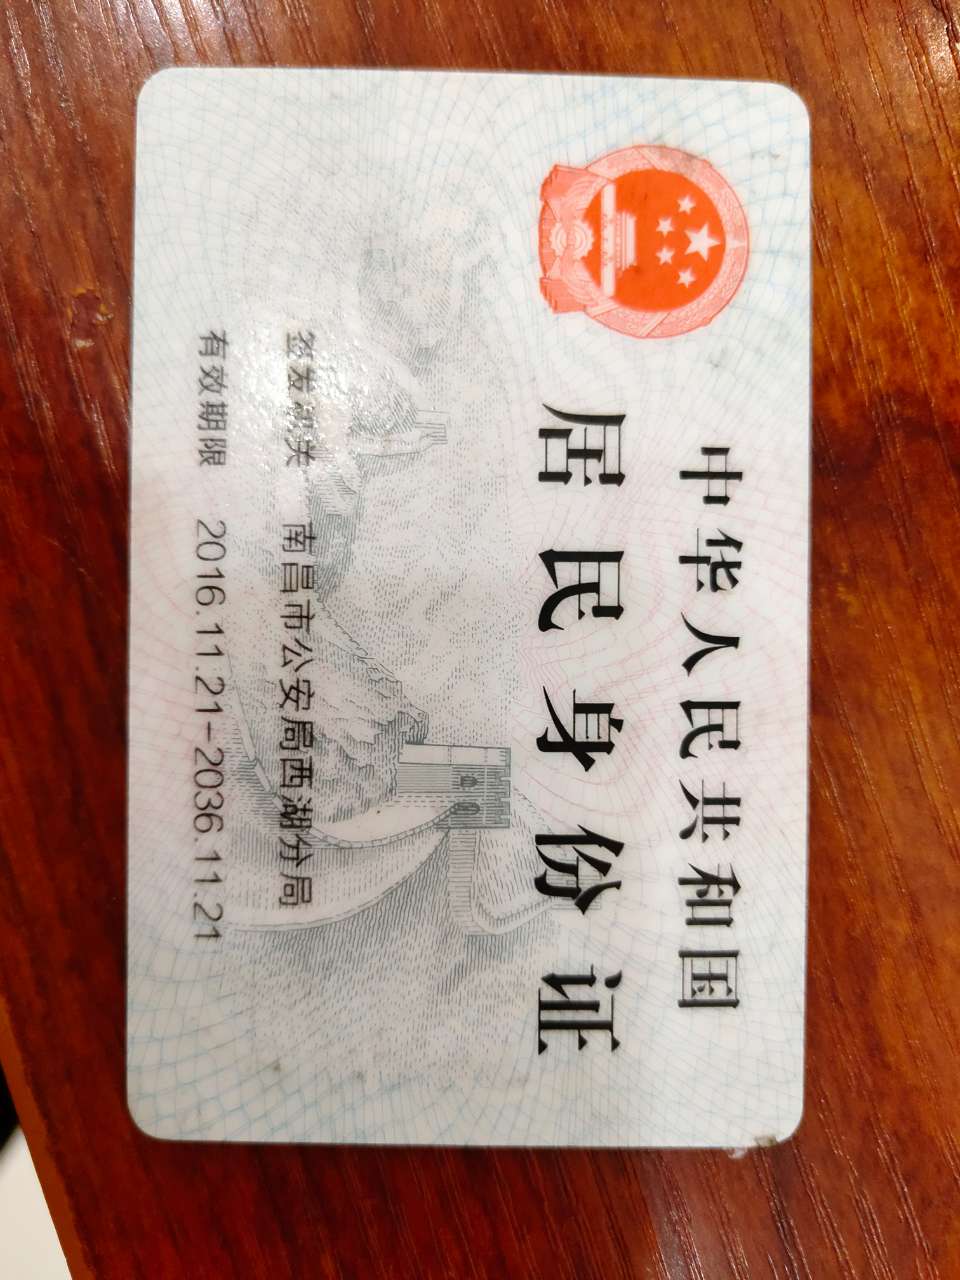 中华人民共和国
居民身份证
签发机关 南昌市公安局西湖分局
有效期限 2016.11.21-2036.11.21